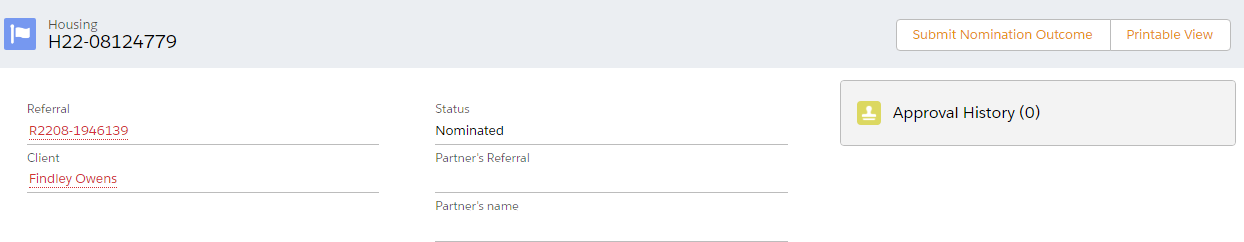 Housing
H22-08124779
Submit Nomination Outcome
Printable View
Referral
R2208-1946139
Client
Findley Owens
Status
Nominated
Partner's Referral
Partner's name
Approval History (0)